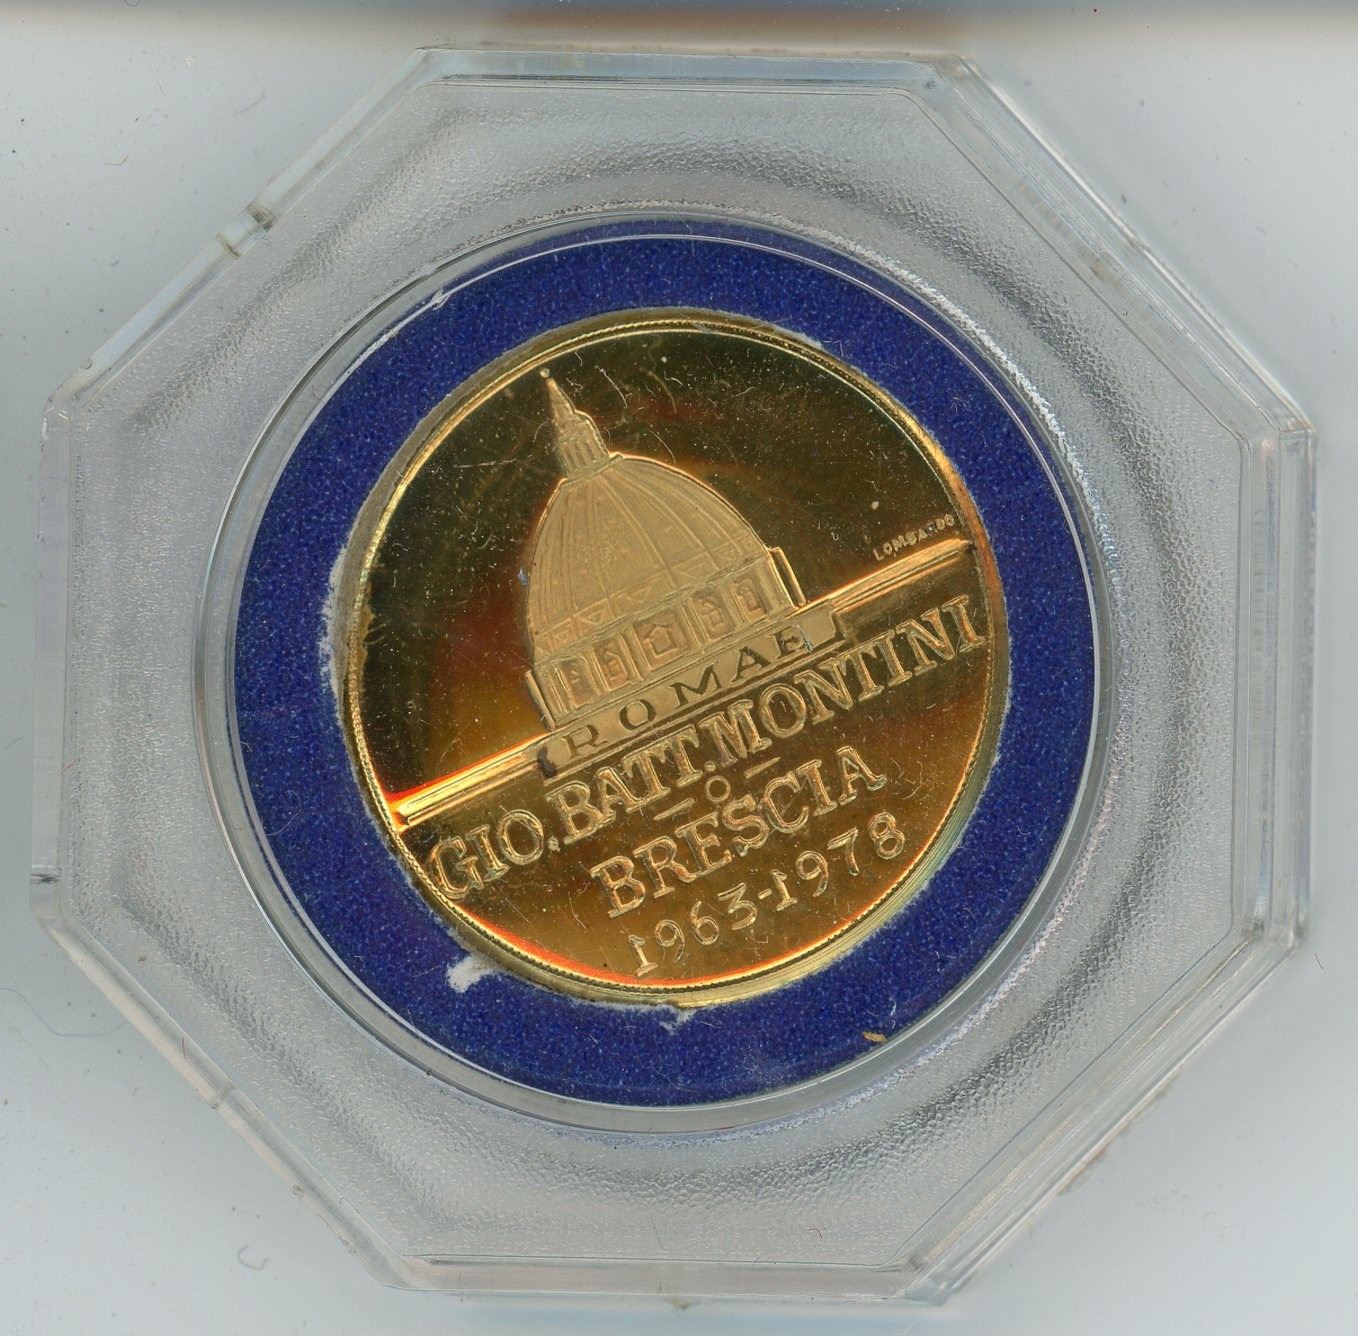 LOMBARDO
ROMAE
GIO.BATT.MONTINI
BRESCIA
1963-1978